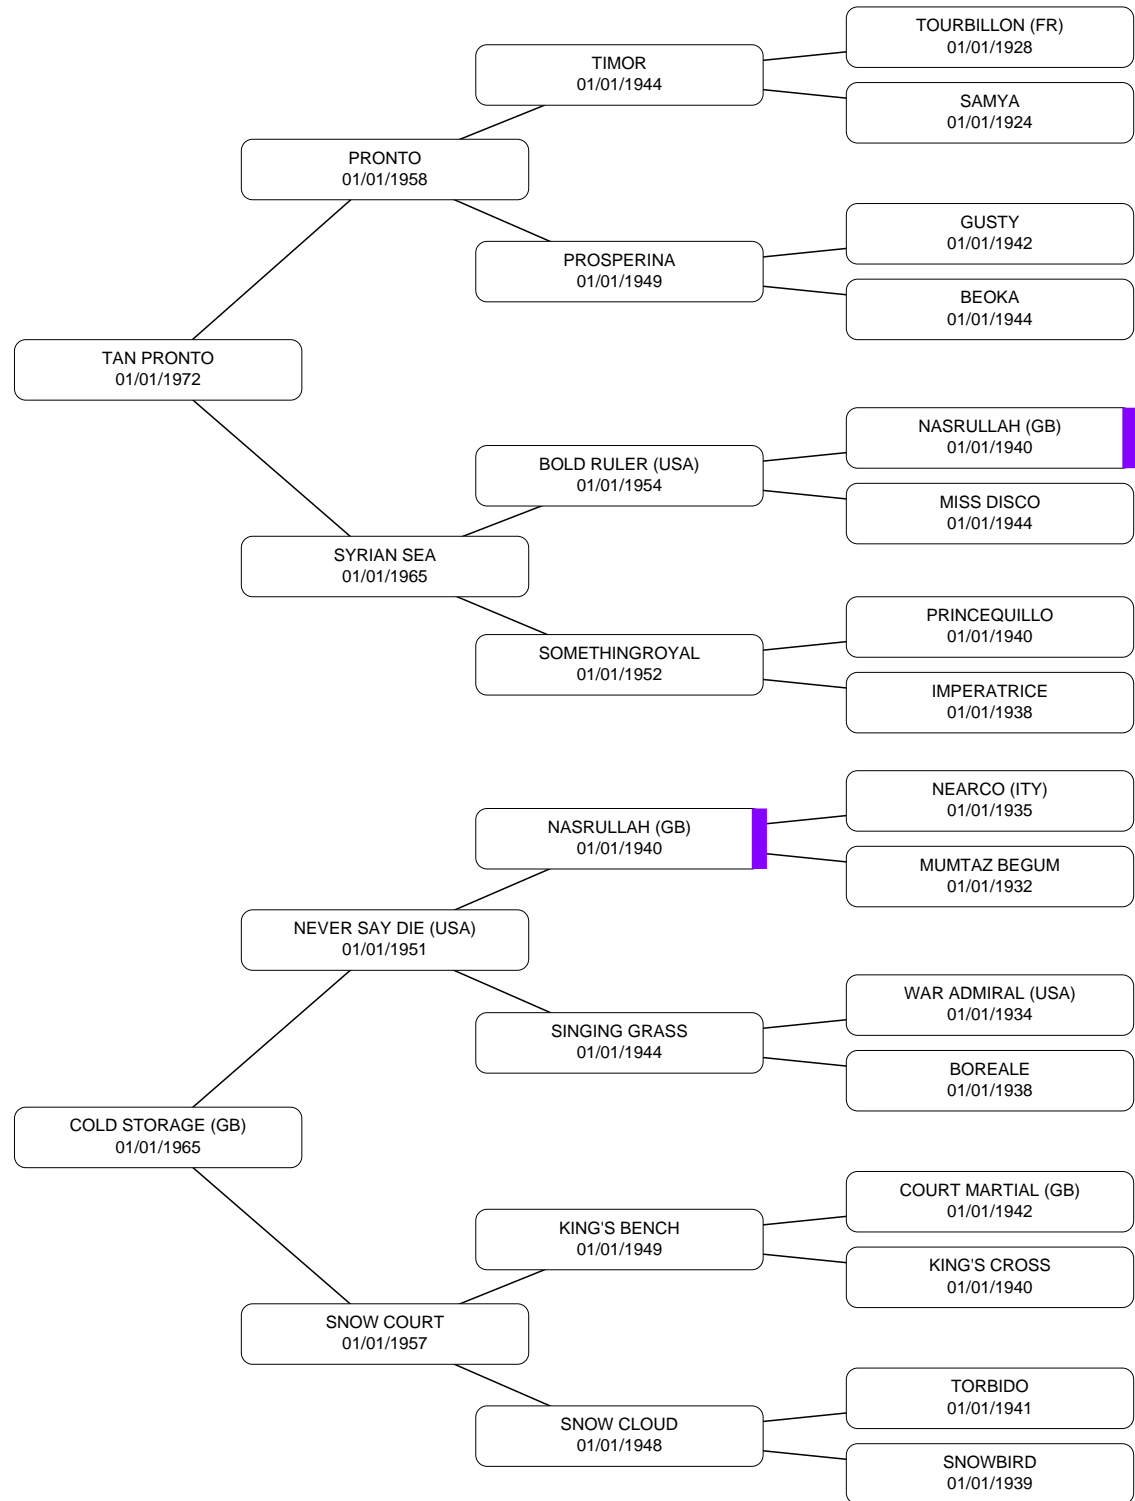 TOURBILLON (FR)
01/01/1928
TIMOR
01/01/1944
SAMYA
01/01/1924
PRONTO
01/01/1958
GUSTY
01/01/1942
PROSPERINA
01/01/1949
BEOKA
01/01/1944
TAN PRONTO
01/01/1972
NASRULLAH (GB)
01/01/1940
BOLD RULER (USA)
01/01/1954
MISS DISCO
01/01/1944
SYRIAN SEA
01/01/1965
PRINCEQUILLO
01/01/1940
SOMETHINGROYAL
01/01/1952
IMPERATRICE
01/01/1938
NEARCO (ITY)
01/01/1935
NASRULLAH (GB)
01/01/1940
MUMTAZ BEGUM
01/01/1932
NEVER SAY DIE (USA)
01/01/1951
WAR ADMIRAL (USA)
01/01/1934
SINGING GRASS
01/01/1944
BOREALE
01/01/1938
COLD STORAGE (GB)
01/01/1965
COURT MARTIAL (GB)
01/01/1942
KING'S BENCH
01/01/1949
KING'S CROSS
01/01/1940
SNOW COURT
01/01/1957
TORBIDO
01/01/1941
SNOW CLOUD
01/01/1948
SNOWBIRD
01/01/1939